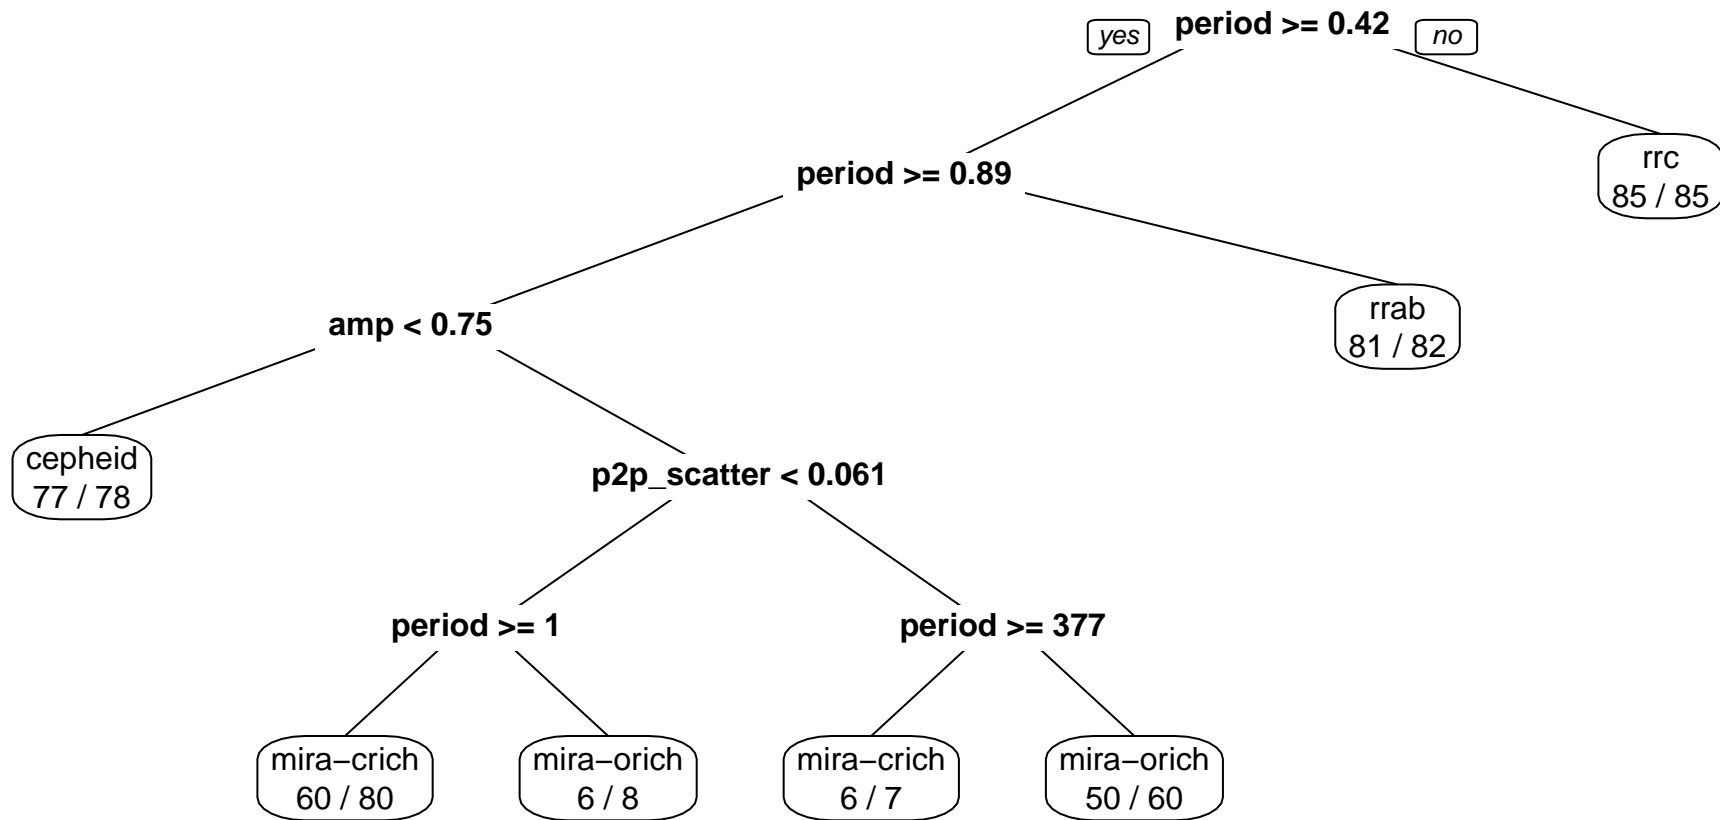 yes
period >= 0.42
no
period >= 0.89
rrc
85 / 85
amp < 0.75
rrab
81 / 82
cepheid
77 / 78
p2p_scatter < 0.061
period >= 1
period >= 377
mira−crich
60 / 80
mira−orich
6 / 8
mira−crich
6 / 7
mira−orich
50 / 60